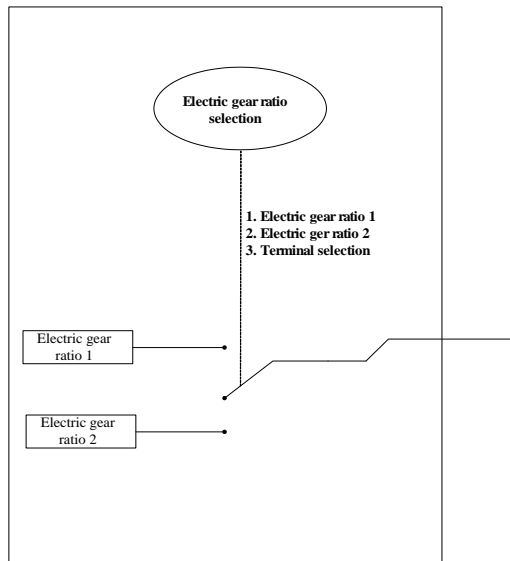 Electric gear ratio
selection
1. Electric gear ratio 1
2. Electric ger ratio 2
3. Terminal selection
Electric gear
ratio 1
Electric gear
ratio 2